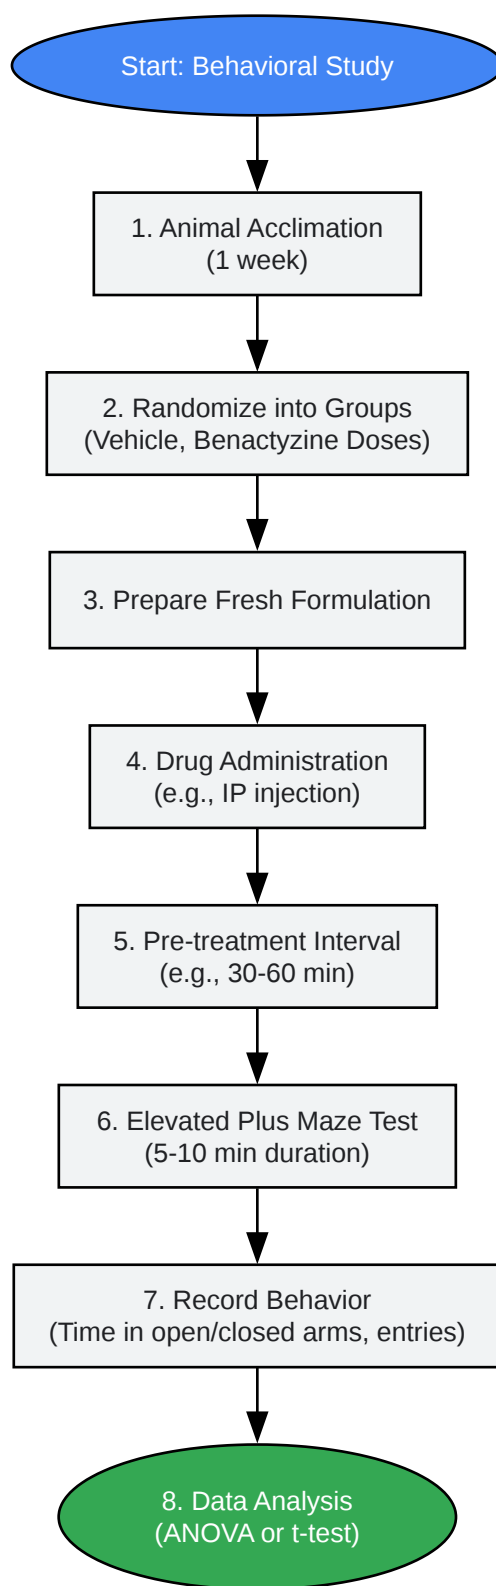 Start: Behavioral Study
1. Animal Acclimation
(1 week)
2. Randomize into Groups
(Vehicle, Benactyzine Doses)
3. Prepare Fresh Formulation
4. Drug Administration
(e.g., IP injection)
5. Pre-treatment Interval
(e.g., 30-60 min)
6. Elevated Plus Maze Test
(5-10 min duration)
7. Record Behavior
(Time in open/closed arms, entries)
8. Data Analysis
(ANOVA or t-test)